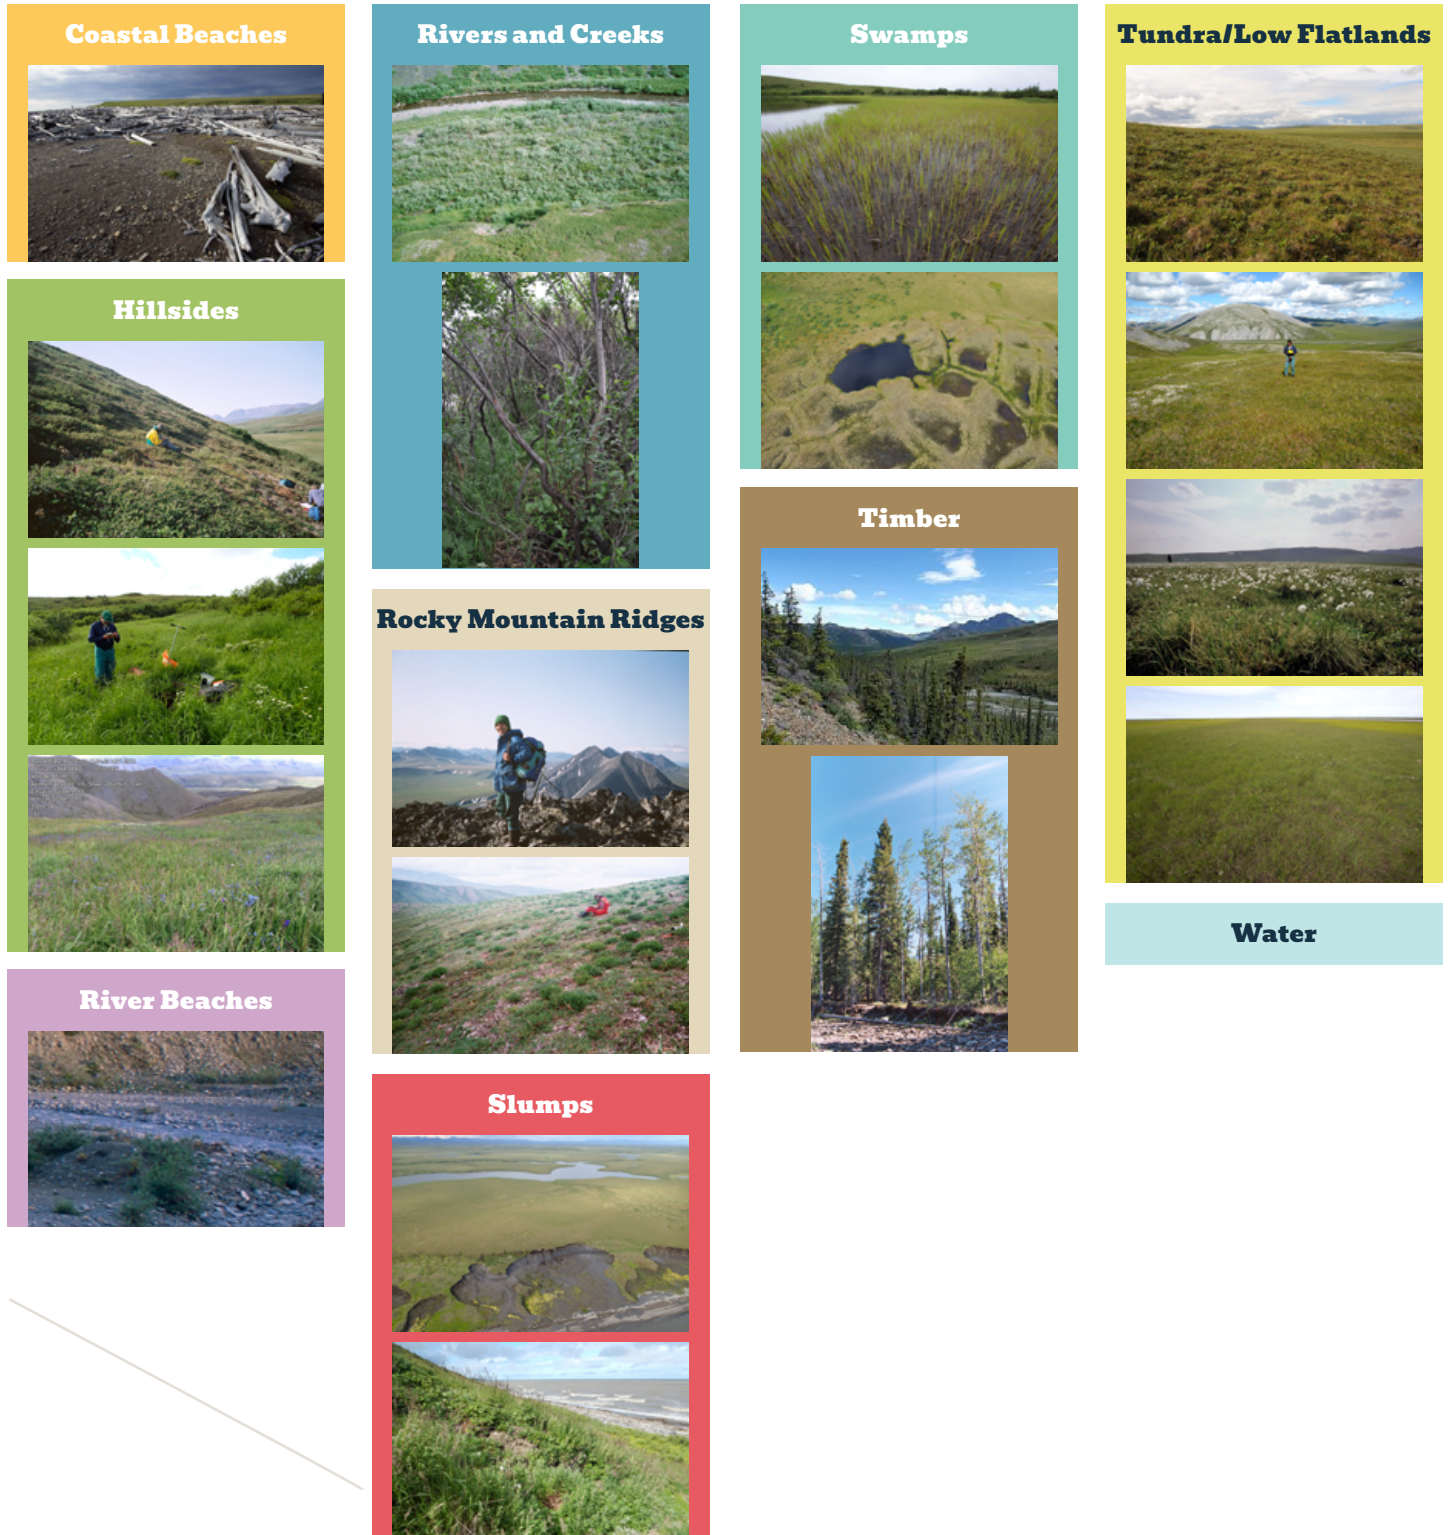 Coastal Beaches
Hillsides
River Beaches
Rivers and Creeks
Rocky Mountain Ridges
Slumps
Swamps
Timber
Tundra/Low Flatlands
Water